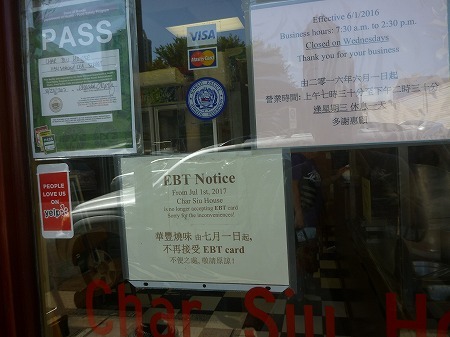 PASS
VISA
MasterCard
Effective 6/1/2016
Business hours: 7:30 a.m. to 2:30 p.m.
Closed on Wednesdays
Thank you for your business
由二零一六年六月一日起
營業時間: 上午七時三十分至下午二時三十分
逢星期三 休息一天
多謝惠顧
PEOPLE
LOVE US
ON
yelp
EBT Notice
From Jul 1st, 2017
Char Siu House
is no longer accepting EBT card
Sorry for the inconveniences!
華豐燒味 由 七月一日起,
不再接受 EBT card
不便之處, 敬請原諒!
Char Siu Ho